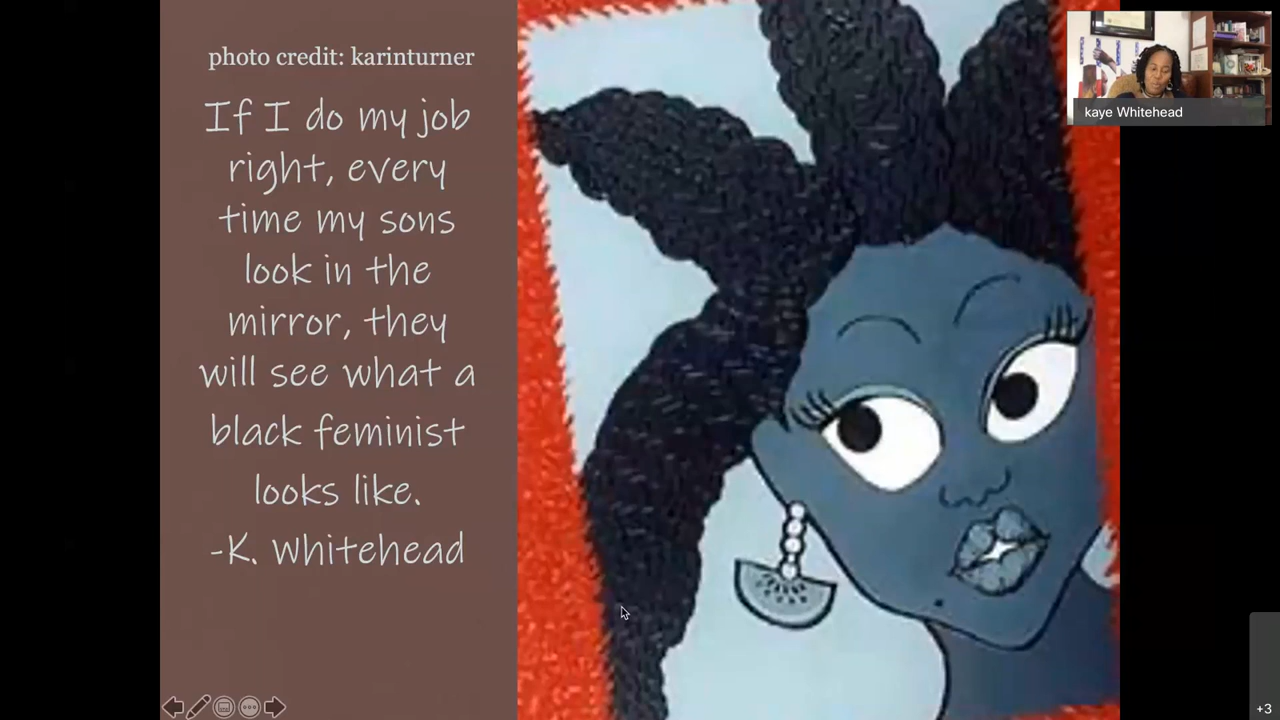 photo credit: karinturner
If I do my job
right, every
time my sons
look in the
mirror, they
will see what a
black feminist
looks like.
-K. Whitehead
kaye Whitehead
+3